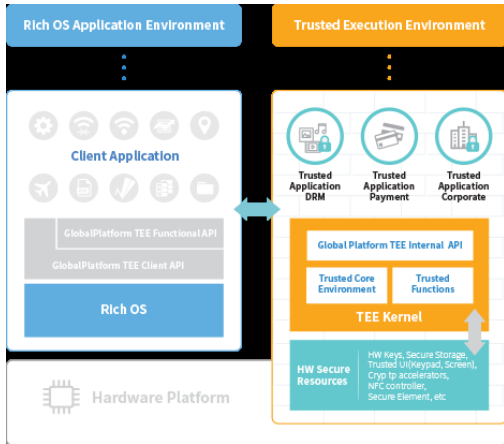 Rich OS Application Environment
Trusted Execution Environment
Client Application
GlobalPlatform TEE Functional API
GlobalPlatform TEE Client API
Rich OS
Trusted
Application
DRM
Trusted
Application
Payment
Trusted
Application
Corporate
Global Platform TEE Internal API
Trusted Core
Environment
Trusted
Functions
TEE Kernel
HW Secure
Resources
HW Keys, Secure Storage,
Trusted UI(Keypad, Screen),
Cryp tp accelerators,
NFC controller,
Secure Element, etc
Hardware Platform